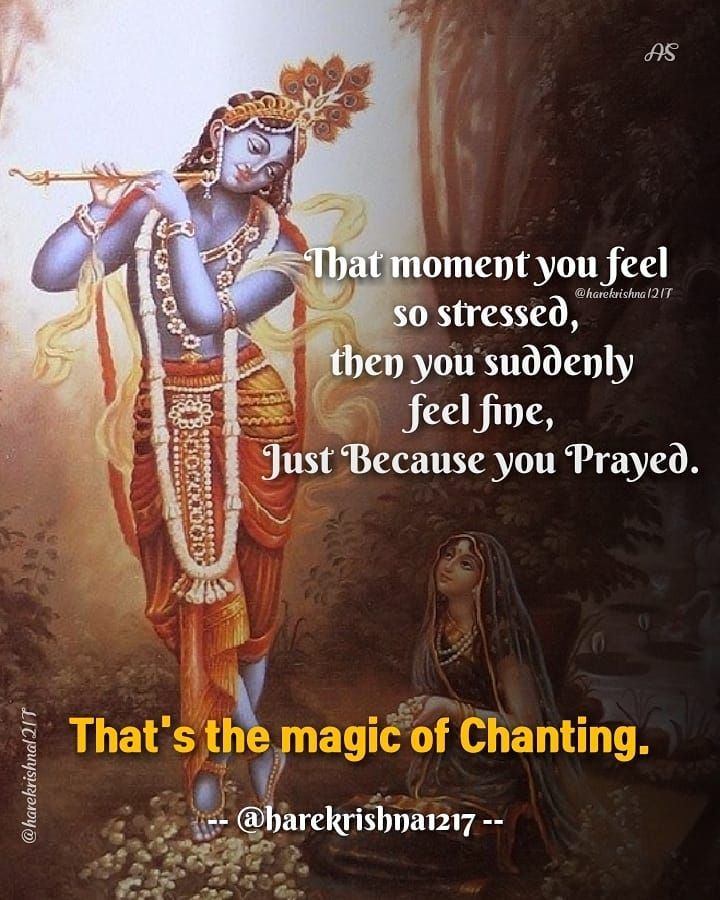 AS
That moment you feel
@harekrishna1217
so stressed,
then you suddenly
feel fine,
Just Because you Prayed.
That's the magic of Chanting.
-- @harekrishna1217 --
@harekrishna1217